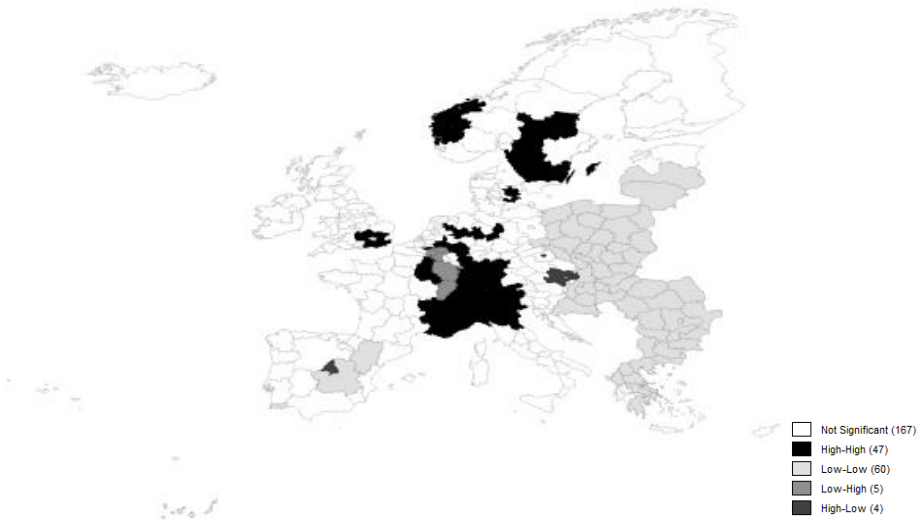 Not Significant (167)
High-High (47)
Low-Low (60)
Low-High (5)
High-Low (4)